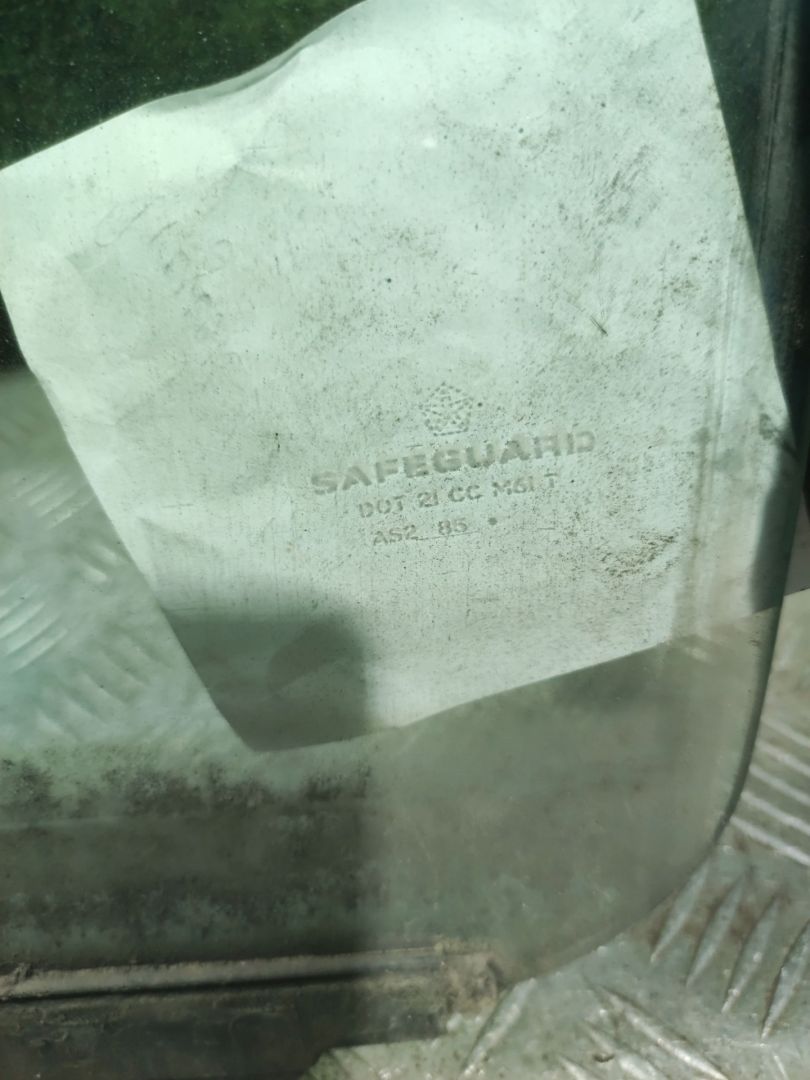 SAFEGUARD
DOT 21 CC M61 T
AS2 85 •